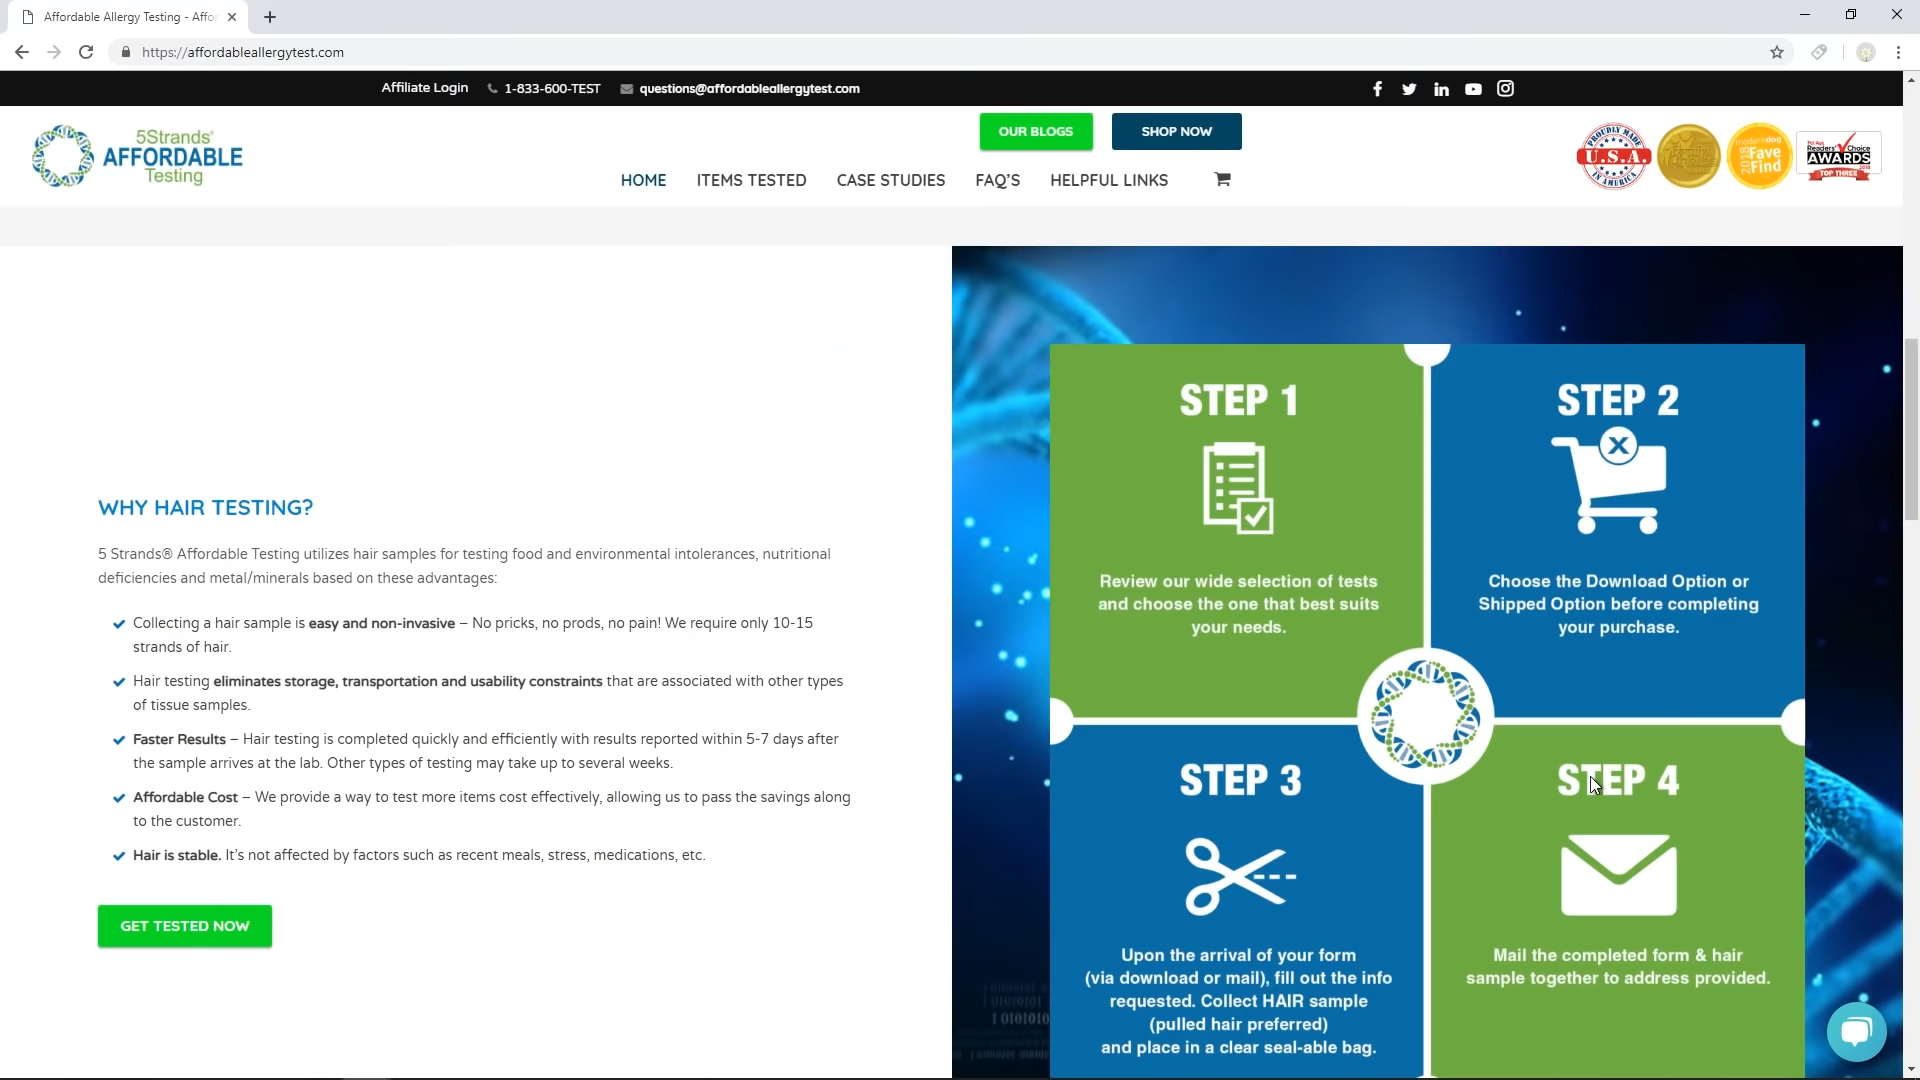 Affordable Allergy Testing - Affor
https://affordableallergytest.com
Affiliate Login 1-833-600-TEST questions@affordableallergytest.com
5Strands®
AFFORDABLE
Testing
OUR BLOGS SHOP NOW
HOME ITEMS TESTED CASE STUDIES FAQ'S HELPFUL LINKS
PROUDLY MADE
U.S.A.
IN AMERICA
moderndog
2018 Fave
Find
Readers' Choice
AWARDS
TOP THREE
WHY HAIR TESTING?
5 Strands® Affordable Testing utilizes hair samples for testing food and environmental intolerances, nutritional
deficiencies and metal/minerals based on these advantages:
Collecting a hair sample is easy and non-invasive – No pricks, no prods, no pain! We require only 10-15
strands of hair.
Hair testing eliminates storage, transportation and usability constraints that are associated with other types
of tissue samples.
Faster Results – Hair testing is completed quickly and efficiently with results reported within 5-7 days after
the sample arrives at the lab. Other types of testing may take up to several weeks.
Affordable Cost – We provide a way to test more items cost effectively, allowing us to pass the savings along
to the customer.
Hair is stable. It's not affected by factors such as recent meals, stress, medications, etc.
GET TESTED NOW
STEP 1
Review our wide selection of tests
and choose the one that best suits
your needs.
STEP 2
X
Choose the Download Option or
Shipped Option before completing
your purchase.
STEP 3
Upon the arrival of your form
(via download or mail), fill out the info
requested. Collect HAIR sample
(pulled hair preferred)
and place in a clear seal-able bag.
STEP 4
Mail the completed form & hair
sample together to address provided.